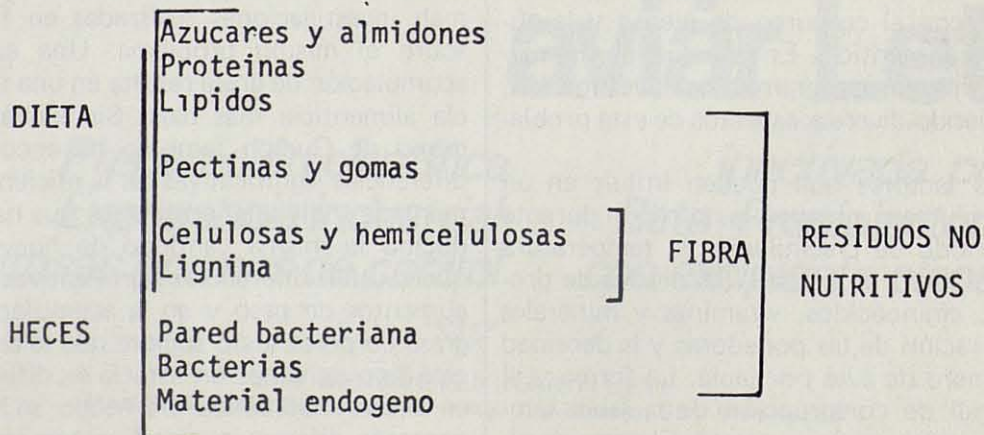 Azucares y almidones
Proteinas
Lipidos
DIETA
Pectinas y gomas
Celulosas y hemicelulosas
Lignina
FIBRA
RESIDUOS NO
NUTRITIVOS
HECES
Pared bacteriana
Bacterias
Material endogeno